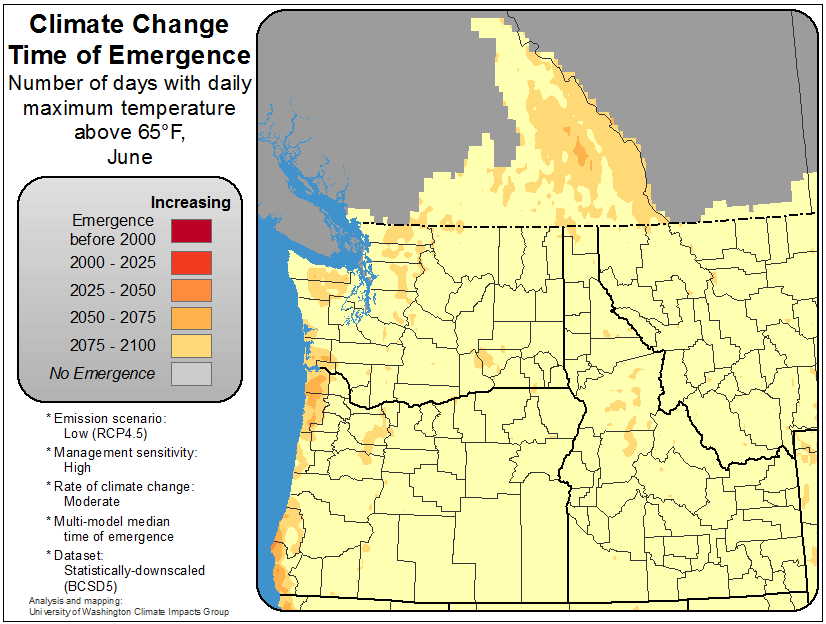 Climate Change
Time of Emergence
Number of days with daily
maximum temperature
above 65°F,
June
Increasing
Emergence
before 2000
2000 - 2025
2025 - 2050
2050 - 2075
2075 - 2100
No Emergence
* Emission scenario:
Low (RCP4.5)
* Management sensitivity:
High
* Rate of climate change:
Moderate
* Multi-model median
time of emergence
* Dataset:
Statistically-downscaled
(BCSD5)
Analysis and mapping:
University of Washington Climate Impacts Group